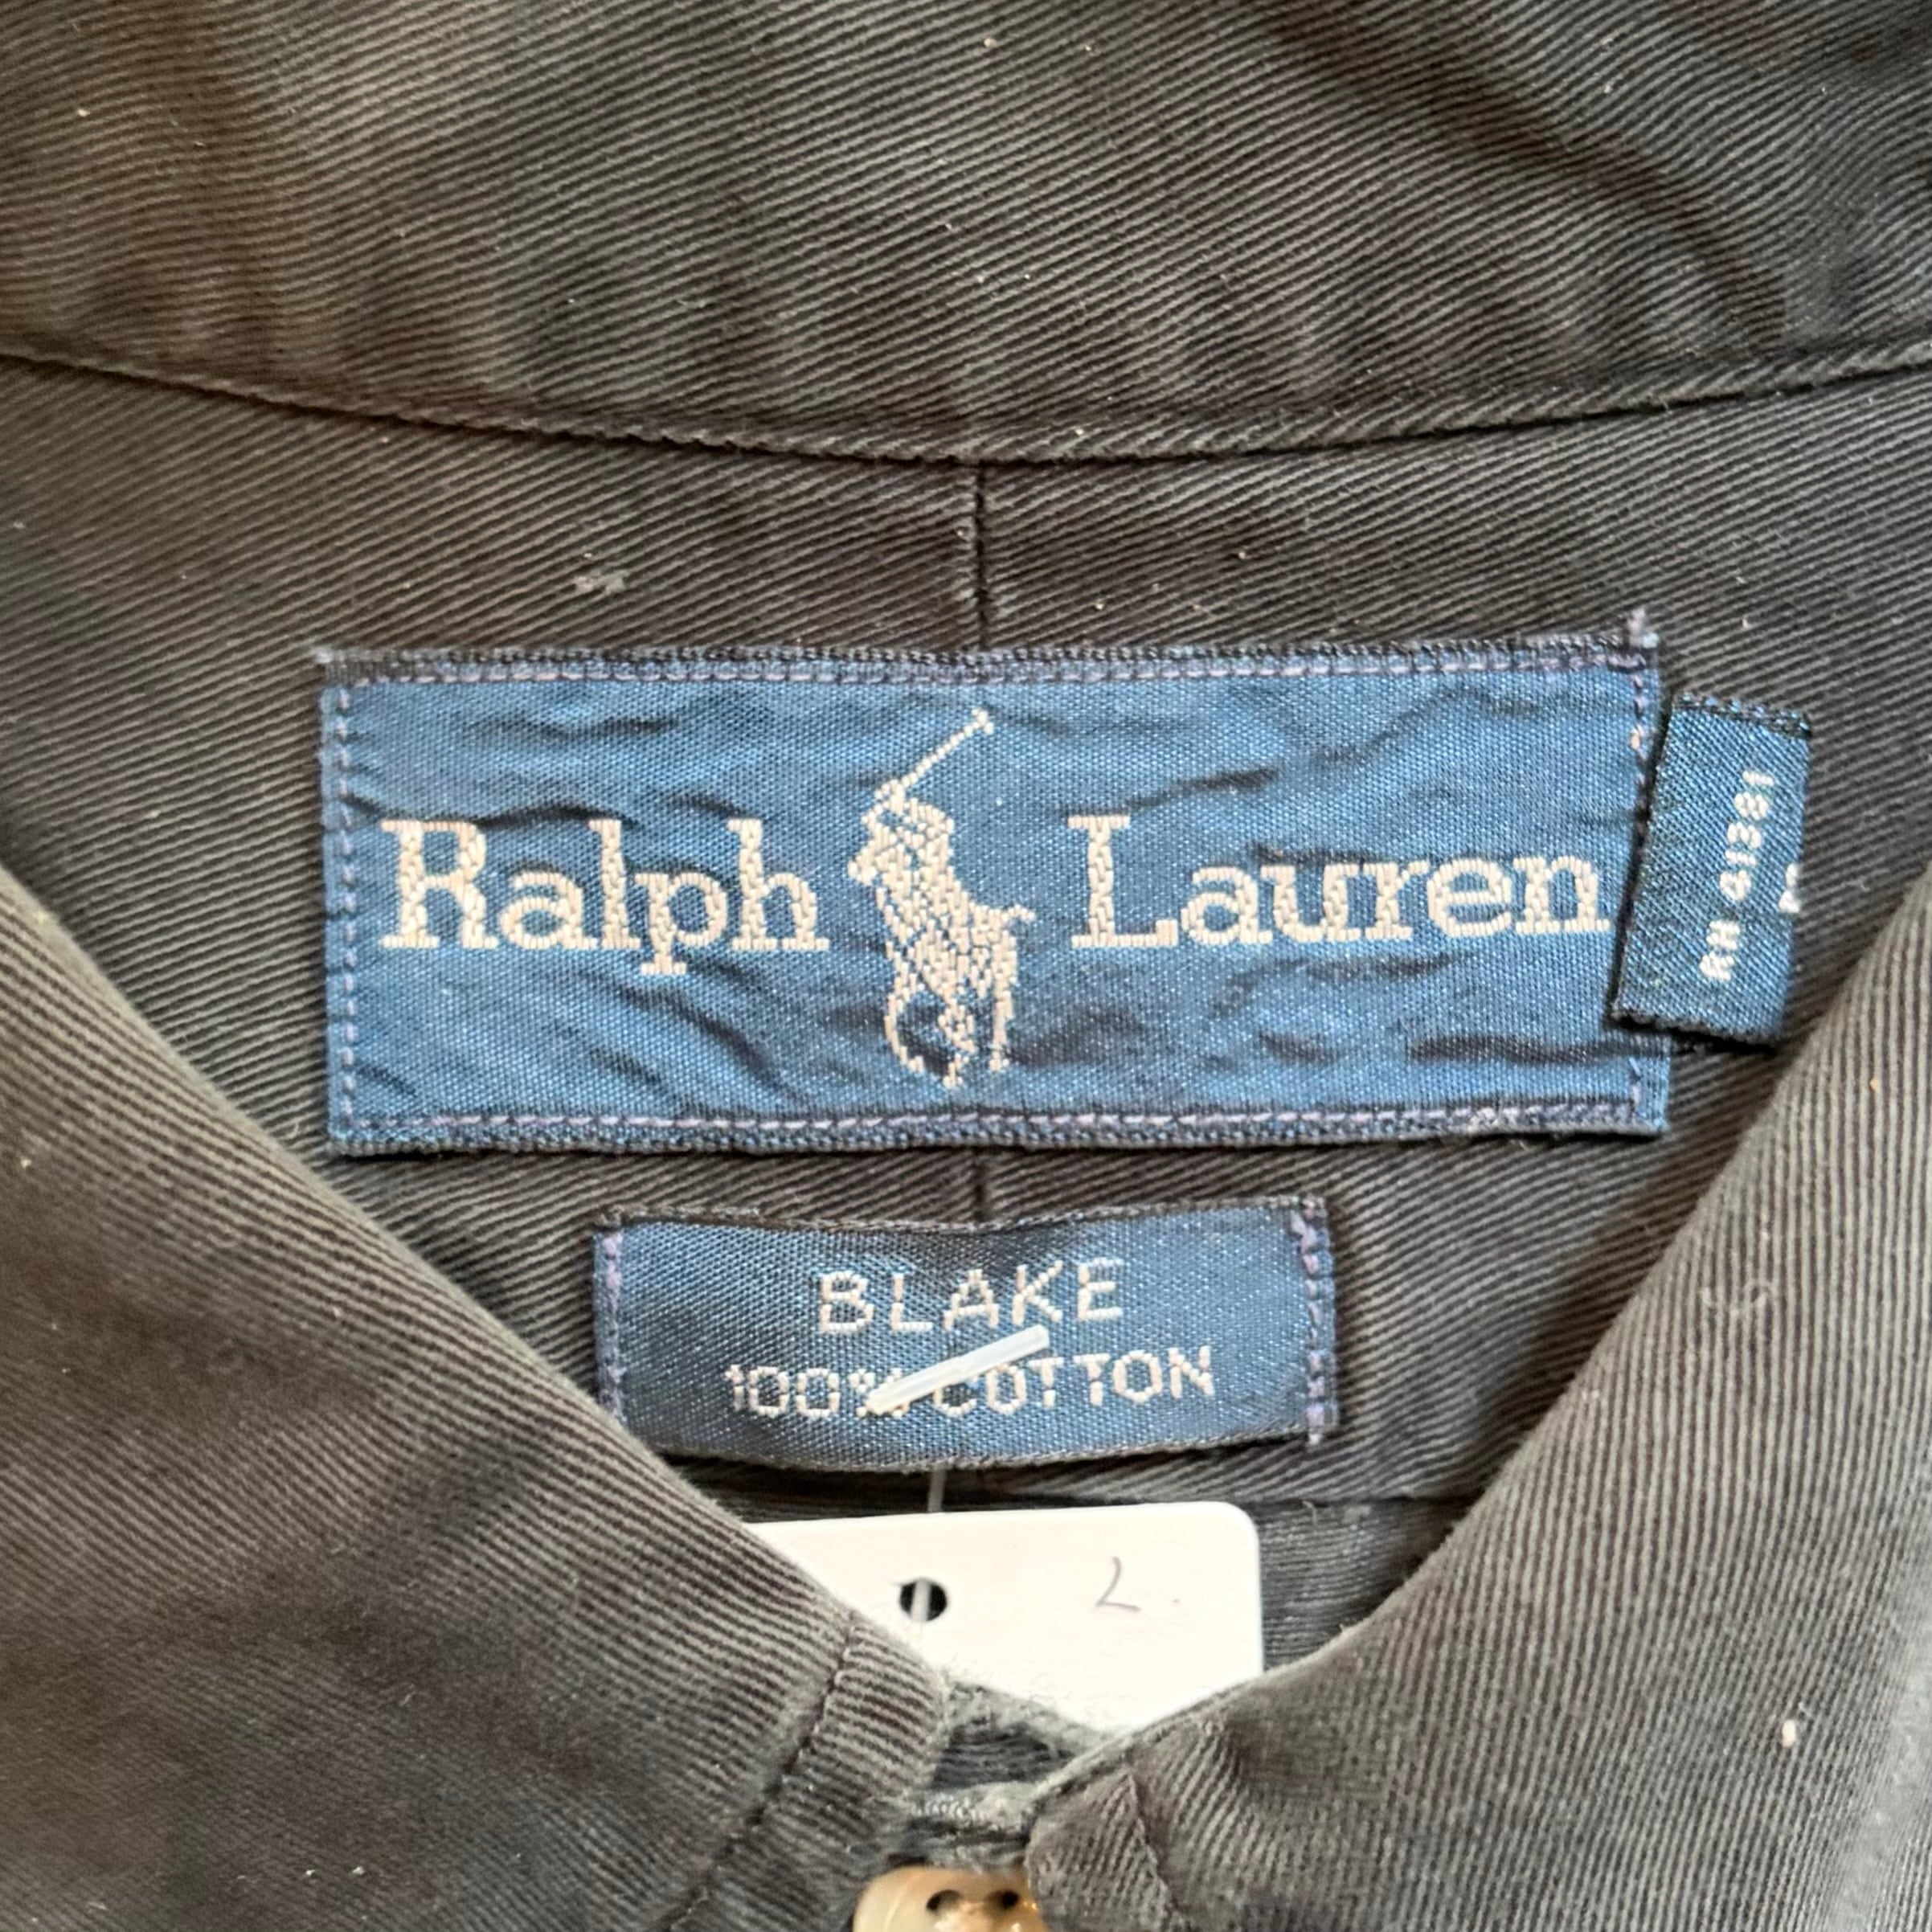 Ralph Lauren
RN 41381
BLAKE
100% COTTON
L.